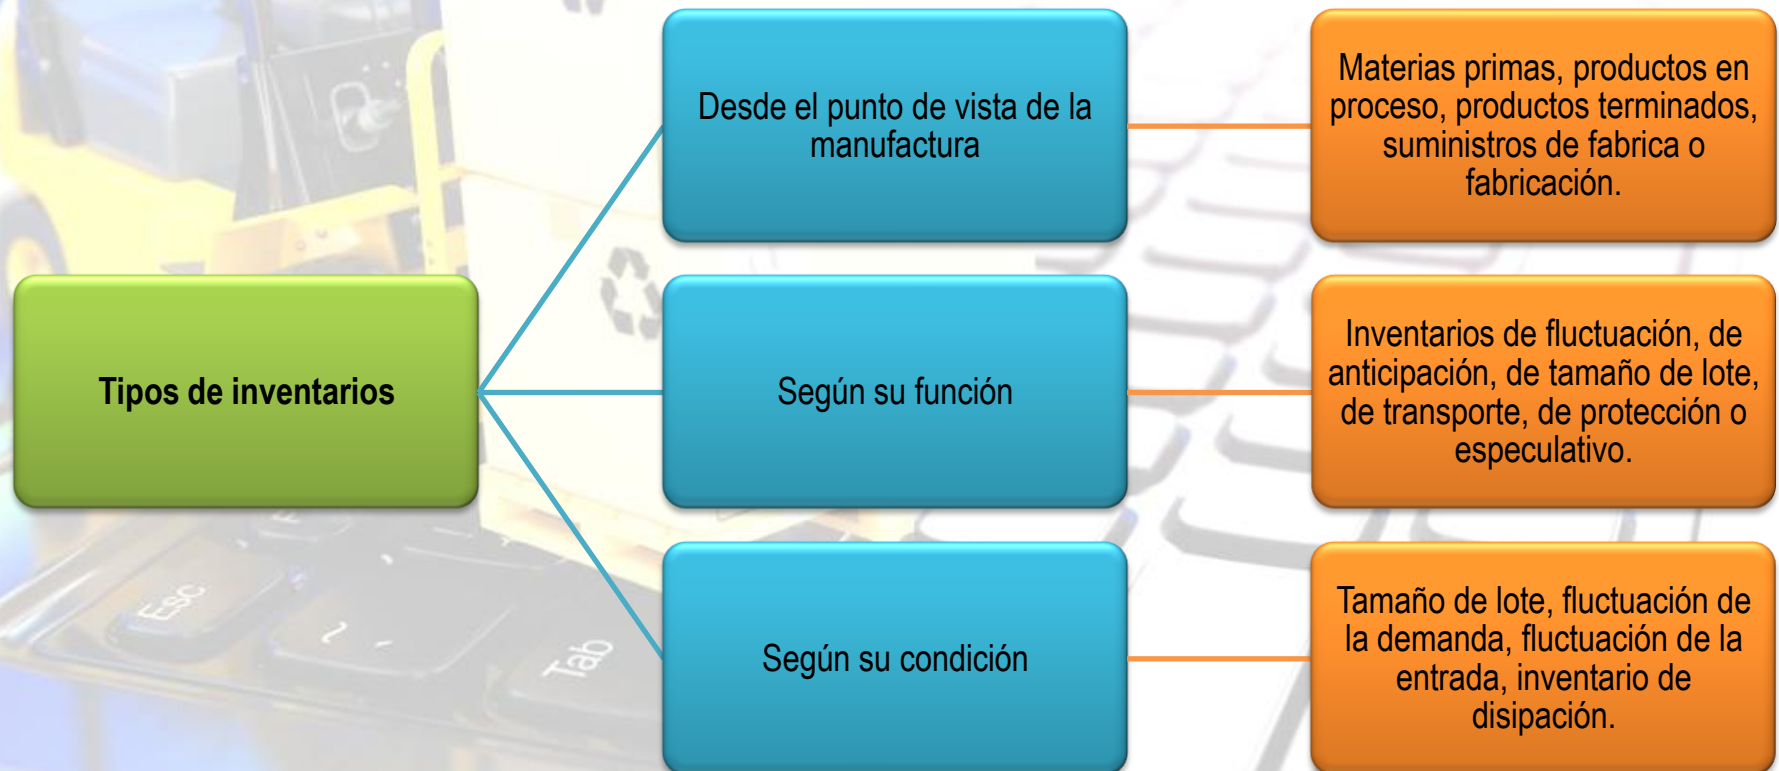 Desde el punto de vista de la
manufactura
Materias primas, productos en
proceso, productos terminados,
suministros de fabrica o
fabricación.
Tipos de inventarios
Según su función
Inventarios de fluctuación, de
anticipación, de tamaño de lote,
de transporte, de protección o
especulativo.
Según su condición
Tamaño de lote, fluctuación de
la demanda, fluctuación de la
entrada, inventario de
disipación.
Esc
Tab